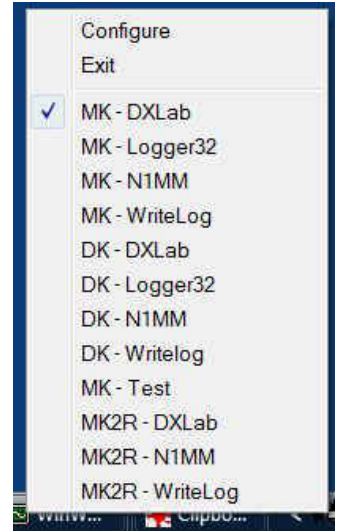 Configure
Exit
MK - DXLab
MK - Logger32
MK - N1MM
MK - WriteLog
DK - DXLab
DK - Logger32
DK - N1MM
DK - Writelog
MK - Test
MK2R - DXLab
MK2R - N1MM
MK2R - WriteLog